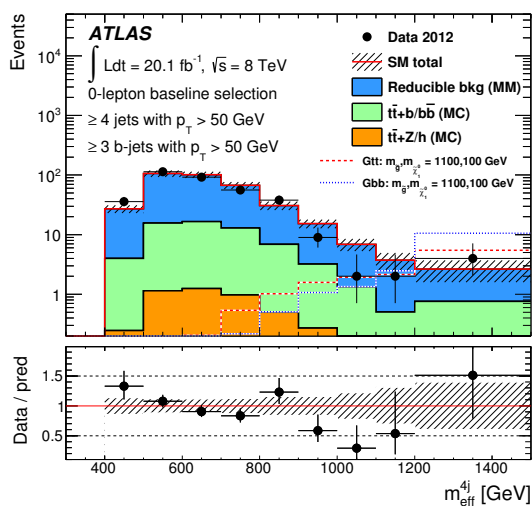 Events
ATLAS
∫ Ldt = 20.1 fb⁻¹, √s = 8 TeV
0-lepton baseline selection
≥ 4 jets with p_T > 50 GeV
≥ 3 b-jets with p_T > 50 GeV
Data 2012
SM total
Reducible bkg (MM)
tt̄+b/bb̄ (MC)
tt̄+Z/h (MC)
Gtt: m_g̃,m_χ̃₁⁰ = 1100,100 GeV
Gbb: m_g̃,m_χ̃₁⁰ = 1100,100 GeV
10⁴
10³
10²
10
1
Data / pred
1.5
1
0.5
400 600 800 1000 1200 1400
m_eff^4j [GeV]